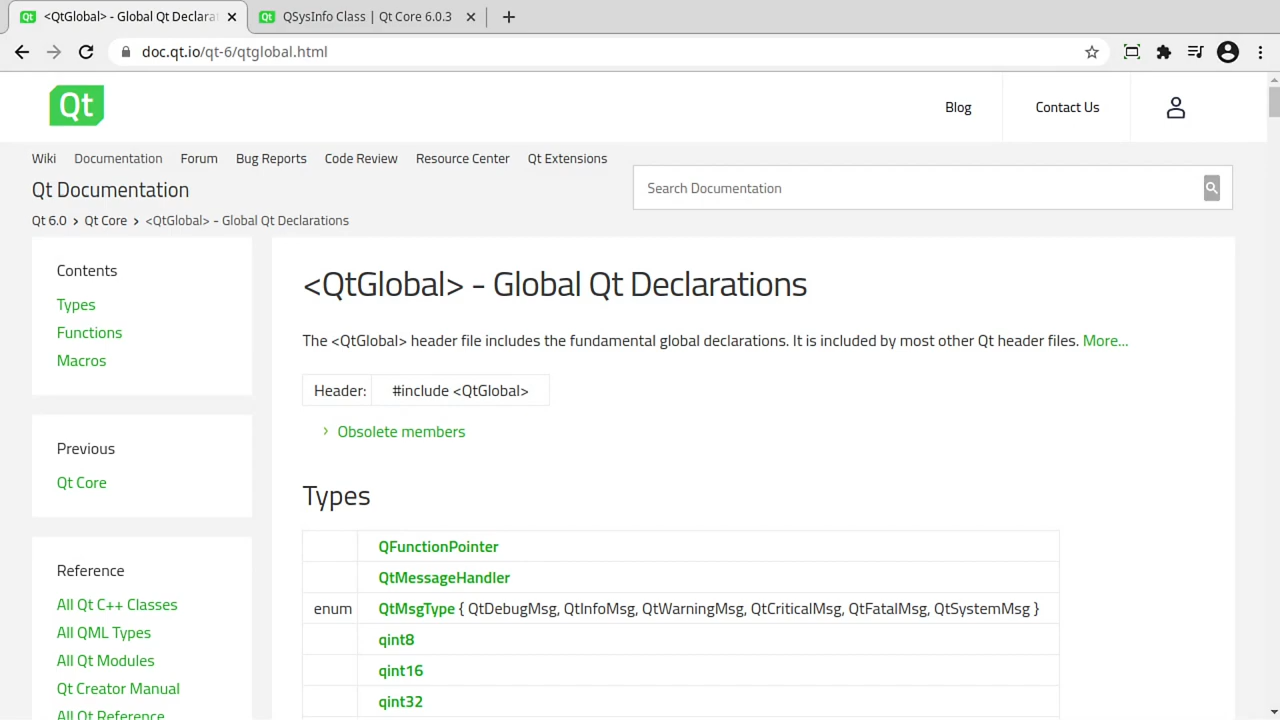 <QtGlobal> - Global Qt Declara
QSysInfo Class | Qt Core 6.0.3
doc.qt.io/qt-6/qtglobal.html
Qt
Blog
Contact Us
Wiki
Documentation
Forum
Bug Reports
Code Review
Resource Center
Qt Extensions
Qt Documentation
Search Documentation
Qt 6.0 > Qt Core > <QtGlobal> - Global Qt Declarations
Contents
Types
Functions
Macros
Previous
Qt Core
Reference
All Qt C++ Classes
All QML Types
All Qt Modules
Qt Creator Manual
All Qt Reference
<QtGlobal> - Global Qt Declarations
The <QtGlobal> header file includes the fundamental global declarations. It is included by most other Qt header files. More...
Header: #include <QtGlobal>
› Obsolete members
Types
QFunctionPointer
QtMessageHandler
enum QtMsgType { QtDebugMsg, QtInfoMsg, QtWarningMsg, QtCriticalMsg, QtFatalMsg, QtSystemMsg }
qint8
qint16
qint32